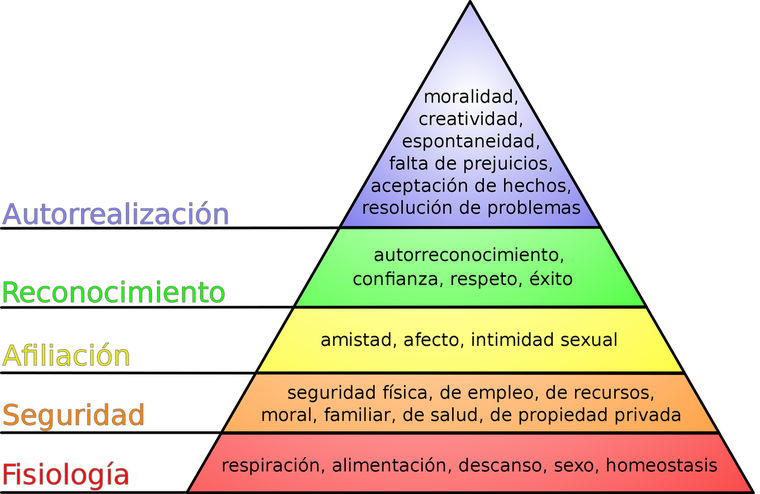 moralidad,
creatividad,
espontaneidad,
falta de prejuicios,
aceptación de hechos,
resolución de problemas
Autorrealización
autorreconocimiento,
confianza, respeto, éxito
Reconocimiento
amistad, afecto, intimidad sexual
Afiliación
seguridad física, de empleo, de recursos,
moral, familiar, de salud, de propiedad privada
Seguridad
respiración, alimentación, descanso, sexo, homeostasis
Fisiología